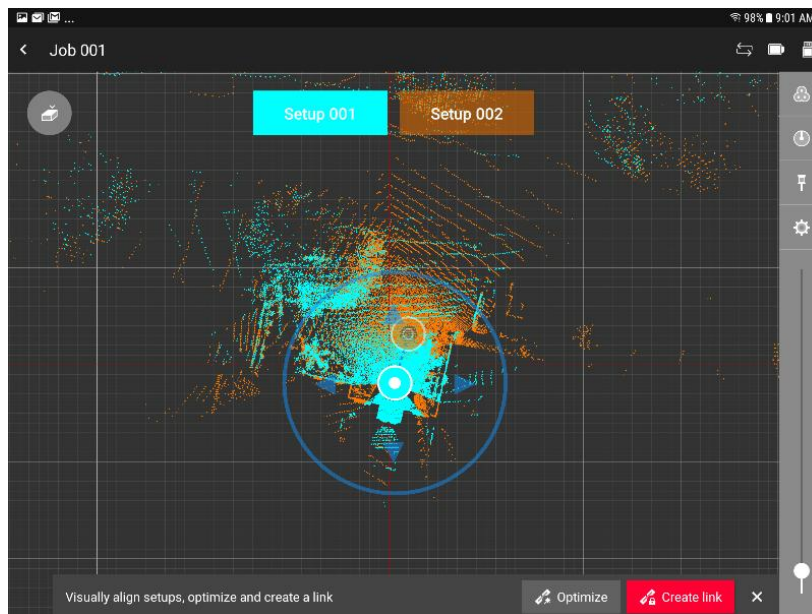 ... 98% 9:01 AM
Job 001
Setup 001 Setup 002
Visually align setups, optimize and create a link Optimize Create link